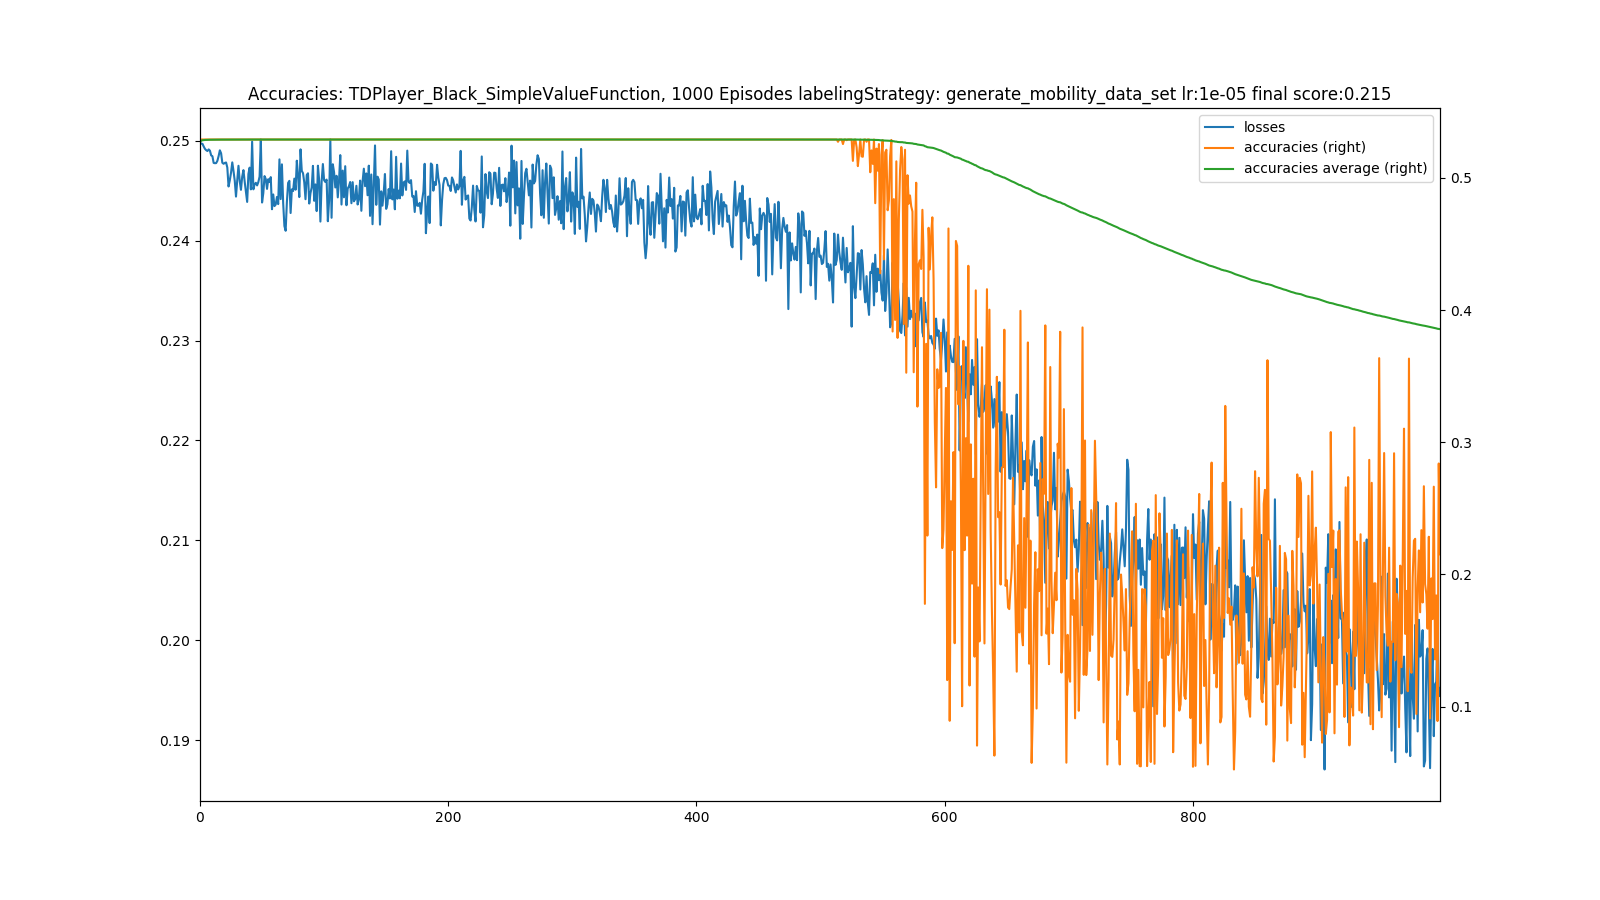 Accuracies: TDPlayer_Black_SimpleValueFunction, 1000 Episodes labelingStrategy: generate_mobility_data_set lr:1e-05 final score:0.215
losses
accuracies (right)
accuracies average (right)
0.25
0.24
0.23
0.22
0.21
0.20
0.19
0.5
0.4
0.3
0.2
0.1
0 200 400 600 800